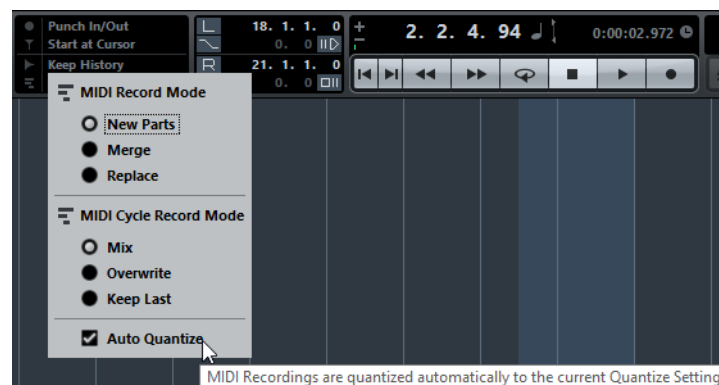 Punch In/Out
Start at Cursor
Keep History
L 18. 1. 1. 0
0. 0
R 21. 1. 1. 0
0. 0
2. 2. 4. 94
0:00:02.972
MIDI Record Mode
New Parts
Merge
Replace
MIDI Cycle Record Mode
Mix
Overwrite
Keep Last
Auto Quantize
MIDI Recordings are quantized automatically to the current Quantize Setting